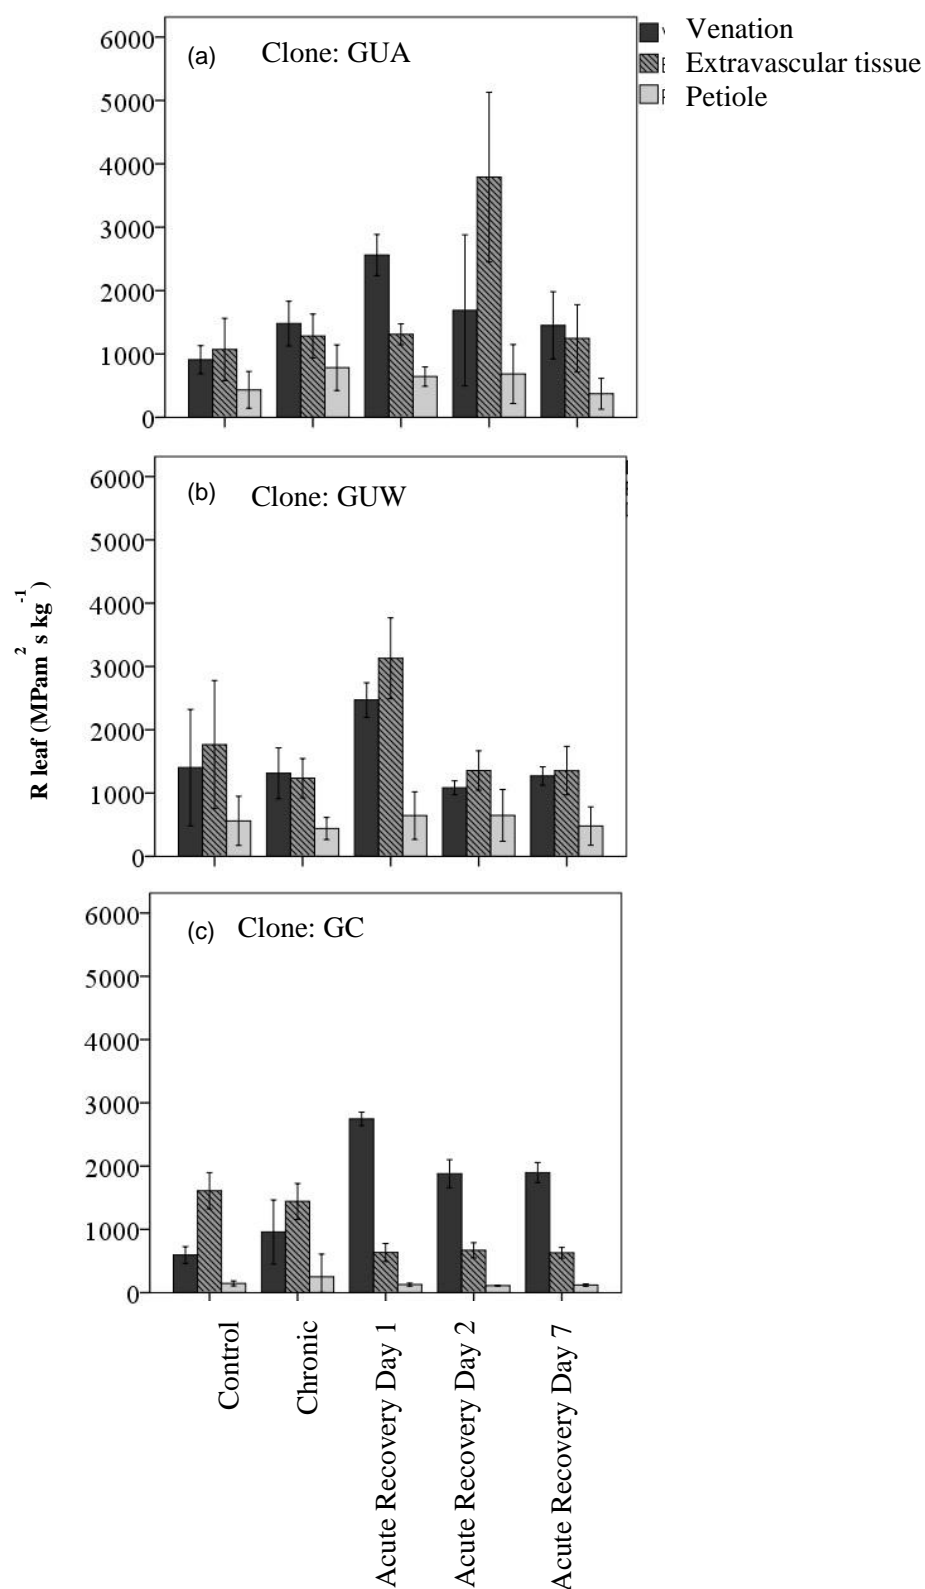 (a) Clone: GUA
Venation
Extravascular tissue
Petiole
6000
5000
4000
3000
2000
1000
0
(b) Clone: GUW
6000
5000
4000
3000
2000
1000
0
R leaf (MPam2 s kg-1)
(c) Clone: GC
6000
5000
4000
3000
2000
1000
0
Control
Chronic
Acute Recovery Day 1
Acute Recovery Day 2
Acute Recovery Day 7